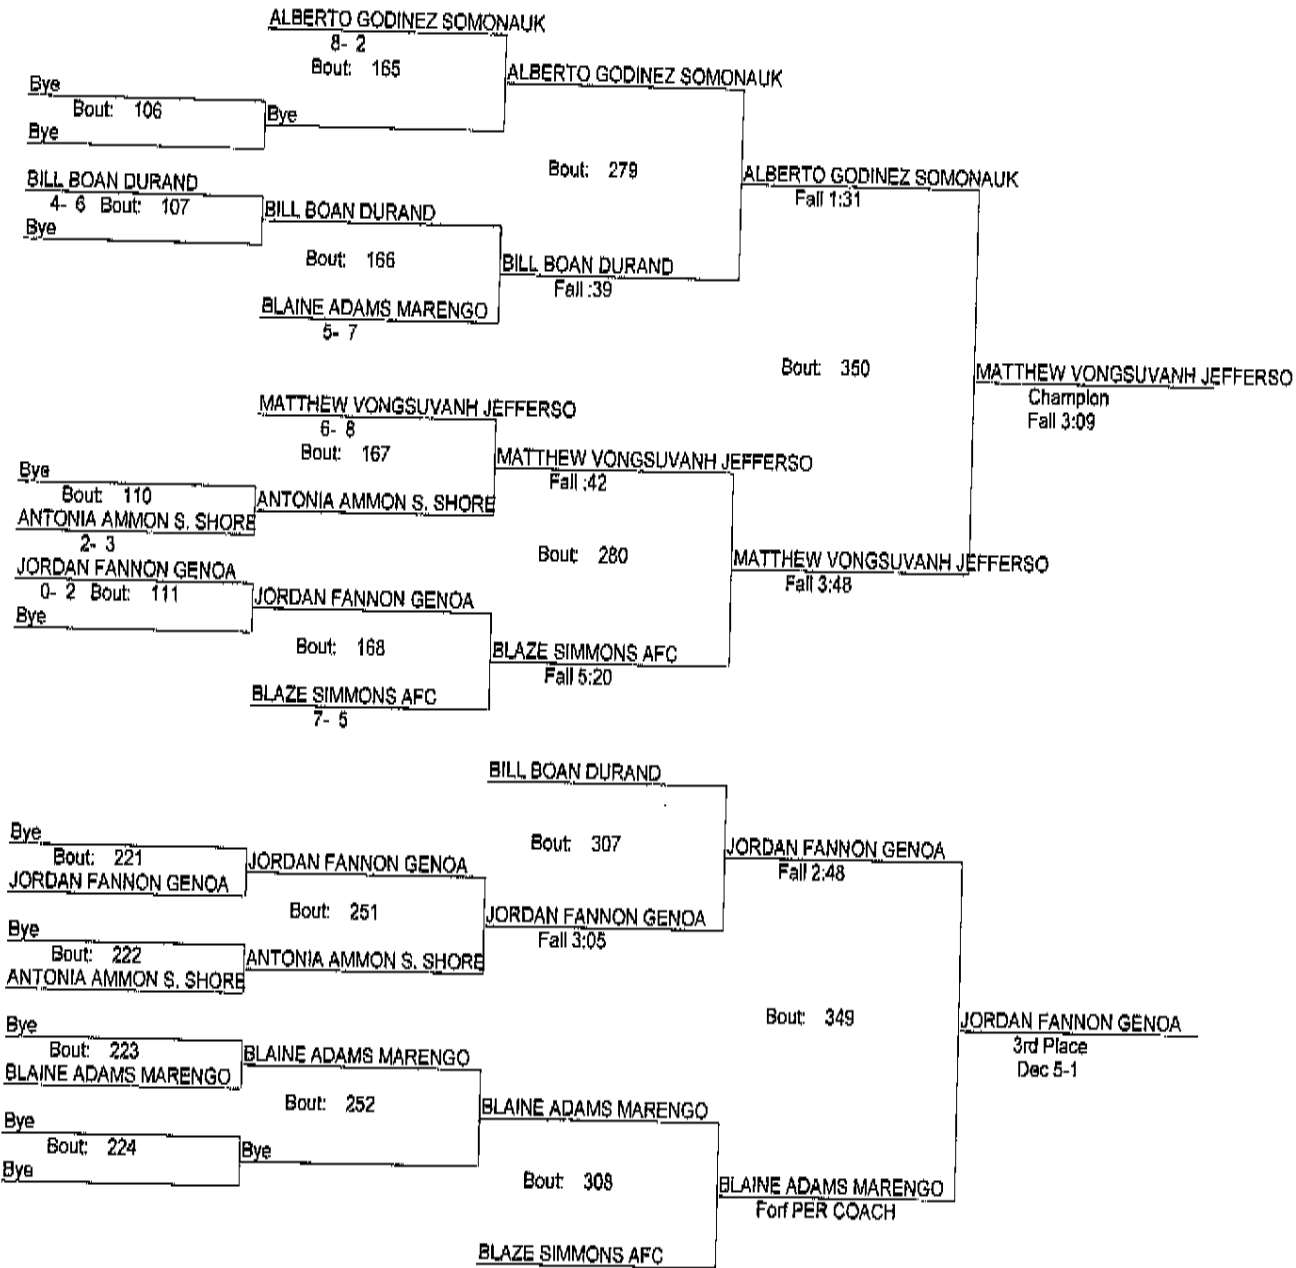 ALBERTO GODINEZ SOMONAUK
8- 2
Bout: 165
ALBERTO GODINEZ SOMONAUK
Bye
Bout: 106
Bye
Bye
Bout: 279
ALBERTO GODINEZ SOMONAUK
Fall 1:31
BILL BOAN DURAND
4- 6 Bout: 107
BILL BOAN DURAND
Bye
Bout: 166
BILL BOAN DURAND
Fall :39
BLAINE ADAMS MARENGO
5- 7
Bout: 350
MATTHEW VONGSUVANH JEFFERSO
Champion
Fall 3:09
MATTHEW VONGSUVANH JEFFERSO
6- 8
Bout: 167
MATTHEW VONGSUVANH JEFFERSO
Fall :42
Bye
Bout: 110
ANTONIA AMMON S. SHORE
ANTONIA AMMON S. SHORE
2- 3
Bout: 280
MATTHEW VONGSUVANH JEFFERSO
Fall 3:48
JORDAN FANNON GENOA
0- 2 Bout: 111
JORDAN FANNON GENOA
Bye
Bout: 168
BLAZE SIMMONS AFC
Fall 5:20
BLAZE SIMMONS AFC
7- 5
BILL BOAN DURAND
Bye
Bout: 221
JORDAN FANNON GENOA
JORDAN FANNON GENOA
Bout: 307
JORDAN FANNON GENOA
Fall 2:48
Bout: 251
JORDAN FANNON GENOA
Fall 3:05
Bye
Bout: 222
ANTONIA AMMON S. SHORE
ANTONIA AMMON S. SHORE
Bout: 349
JORDAN FANNON GENOA
3rd Place
Dec 5-1
Bye
Bout: 223
BLAINE ADAMS MARENGO
BLAINE ADAMS MARENGO
Bout: 252
BLAINE ADAMS MARENGO
Bye
Bout: 224
Bye
Bye
Bout: 308
BLAINE ADAMS MARENGO
Forf PER COACH
BLAZE SIMMONS AFC